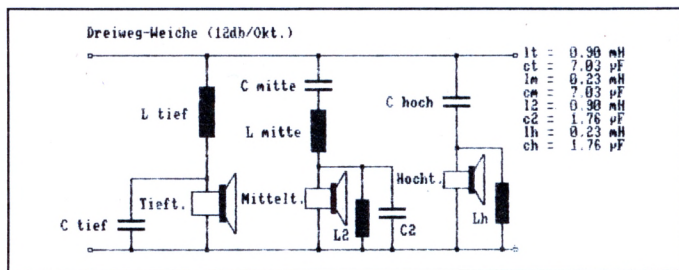 Dreiweg-Weiche (12db/Okt.)
C mitte
L tief
C hoch
L mitte
Tieft.
Mittelt.
Hocht.
C tief
L2
C2
Lh
lt = 0.90 mH
ct = 7.03 µF
lm = 0.23 mH
cm = 7.03 µF
l2 = 0.90 mH
c2 = 1.76 µF
lh = 0.23 mH
ch = 1.76 µF